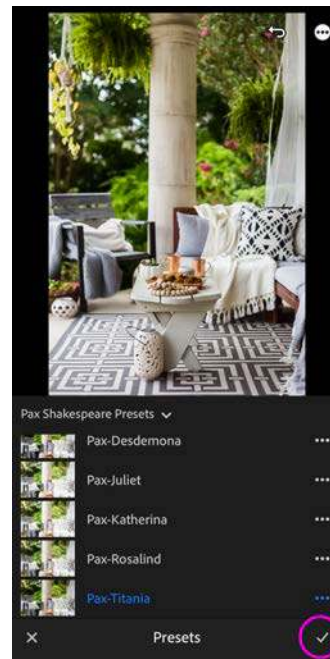 Pax Shakespeare Presets
Pax-Desdemona
Pax-Juliet
Pax-Katherina
Pax-Rosalind
Pax-Titania
Presets